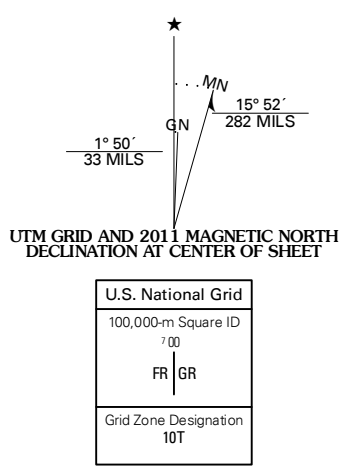 ★
MN
GN
15° 52´
282 MILS
1° 50´
33 MILS
UTM GRID AND 2011 MAGNETIC NORTH
DECLINATION AT CENTER OF SHEET
U.S. National Grid
100,000-m Square ID
7 00
FR GR
Grid Zone Designation
10T